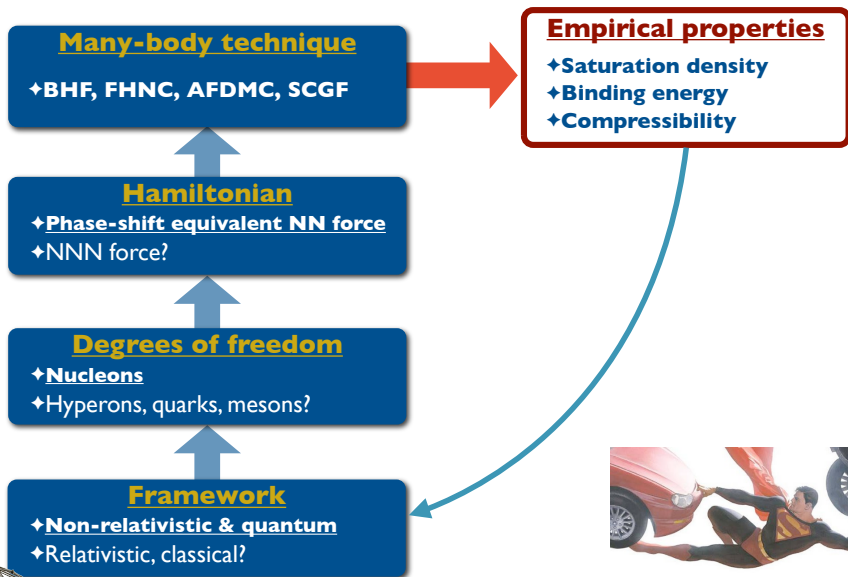 Many-body technique
✦BHF, FHNC, AFDMC, SCGF
Empirical properties
✦Saturation density
✦Binding energy
✦Compressibility
Hamiltonian
✦Phase-shift equivalent NN force
✦NNN force?
Degrees of freedom
✦Nucleons
✦Hyperons, quarks, mesons?
Framework
✦Non-relativistic & quantum
✦Relativistic, classical?